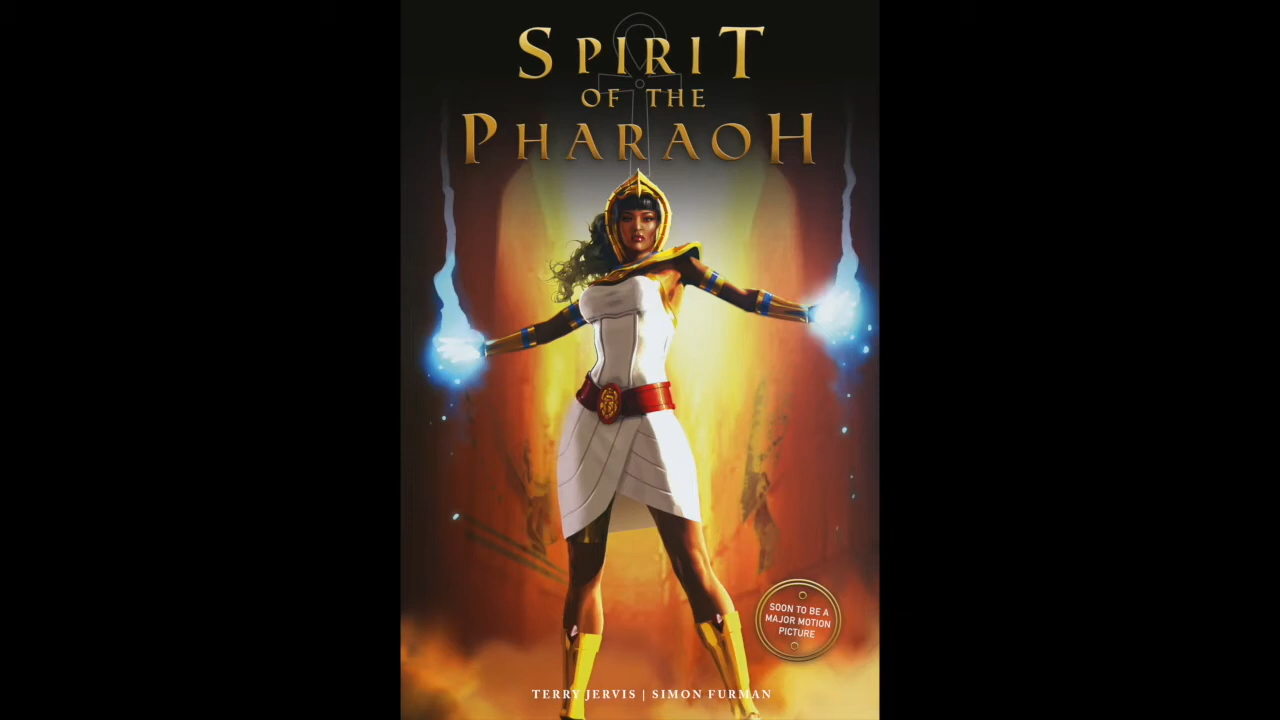 SPIRIT
OF THE
PHARAOH
SOON TO BE A
MAJOR MOTION
PICTURE
TERRY JERVIS | SIMON FURMAN